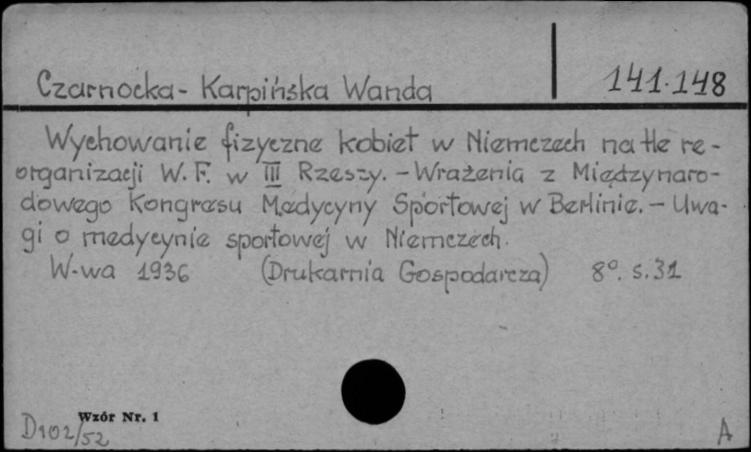 141.148
Czarnocka-Karpińska Wanda
Wychowanie fizyczne kobiet w Niemczech na tle re-
organizacji W.F. w III Rzeszy. - Wrażenia z Międzynaro-
dowego Kongresu Medycyny Sportowej w Berlinie. - Uwa-
gi o medycynie sportowej w Niemczech.
W-wa 1936 (Drukarnia Gospodarcza) 8°. s.31
Wzór Nr. 1
D102/52
A